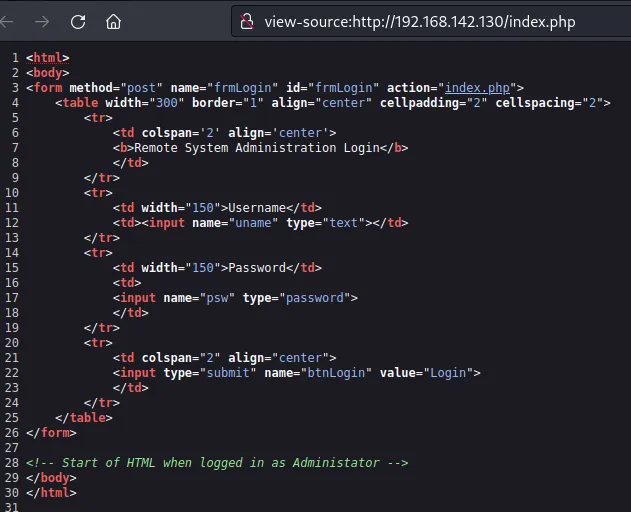 view-source:http://192.168.142.130/index.php
1 <html>
2 <body>
3 <form method="post" name="frmLogin" id="frmLogin" action="index.php">
4     <table width="300" border="1" align="center" cellpadding="2" cellspacing="2">
5         <tr>
6             <td colspan='2' align='center'>
7             <b>Remote System Administration Login</b>
8             </td>
9         </tr>
10         <tr>
11             <td width="150">Username</td>
12             <td><input name="uname" type="text"></td>
13         </tr>
14         <tr>
15             <td width="150">Password</td>
16             <td>
17             <input name="psw" type="password">
18             </td>
19         </tr>
20         <tr>
21             <td colspan="2" align="center">
22             <input type="submit" name="btnLogin" value="Login">
23             </td>
24         </tr>
25     </table>
26 </form>
27
28 <!-- Start of HTML when logged in as Administator -->
29 </body>
30 </html>
31